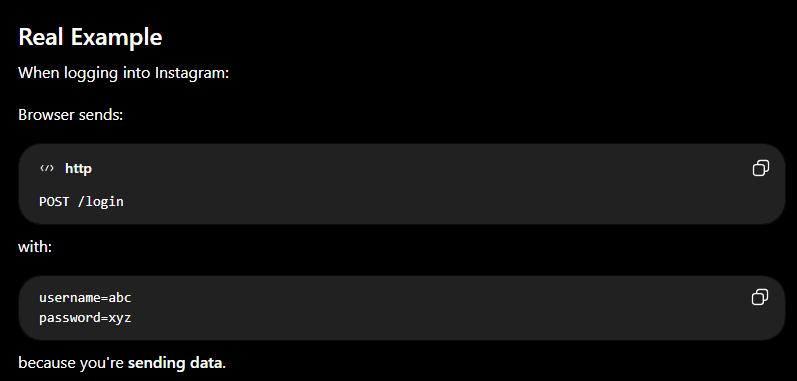 Real Example
When logging into Instagram:
Browser sends:
http
POST /login
with:
username=abc
password=xyz
because you're sending data.